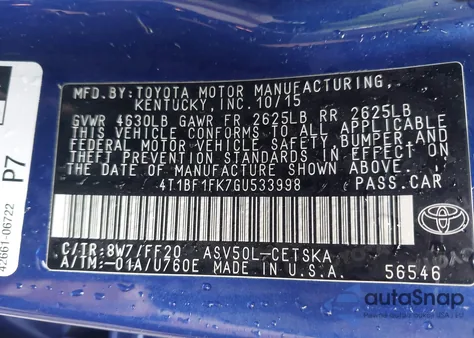 MFD.BY:TOYOTA MOTOR MANUFACTURING,
KENTUCKY,INC.10/15
GVWR 4630LB GAWR FR 2625LB RR 2625LB
THIS VEHICLE CONFORMS TO ALL APPLICABLE
FEDERAL MOTOR VEHICLE SAFETY,BUMPER,AND
THEFT PREVENTION STANDARDS IN EFFECT ON
THE DATE OF MANUFACTURE SHOWN ABOVE.
4T1BF1FK7GU533998 PASS.CAR
C/TR:8W7/FF20 ASV50L-CETSKA
A/TM:-01A/U760E MADE IN U.S.A.
56546
TOYOTA
P7
42661-06722
autoSnap